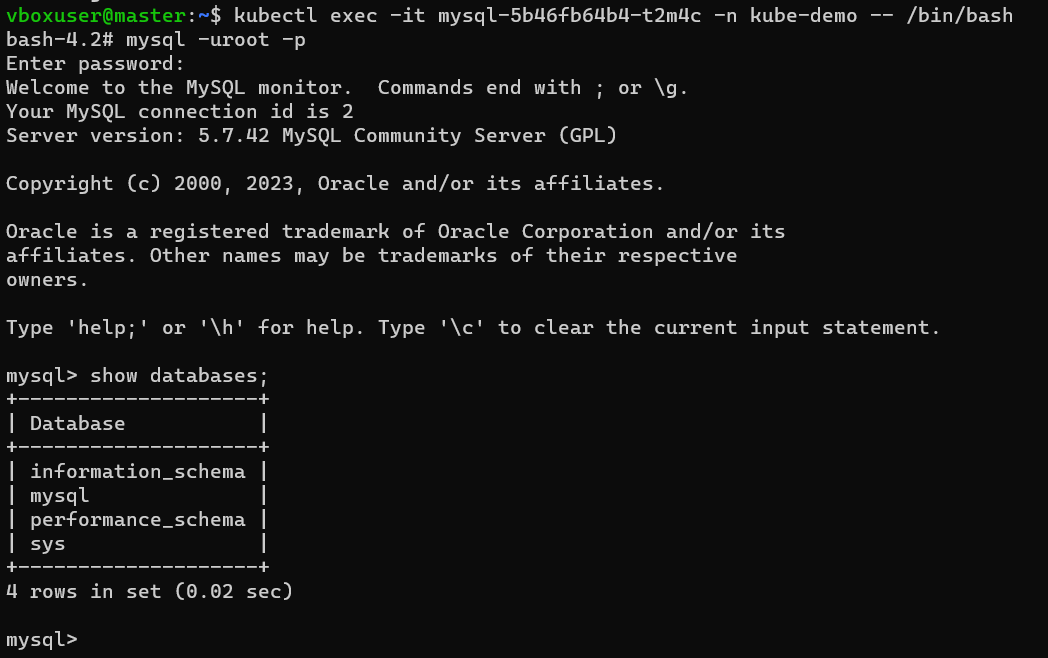 vboxuser@master:~$ kubectl exec -it mysql-5b46fb64b4-t2m4c -n kube-demo -- /bin/bash
bash-4.2# mysql -uroot -p
Enter password:
Welcome to the MySQL monitor.  Commands end with ; or \g.
Your MySQL connection id is 2
Server version: 5.7.42 MySQL Community Server (GPL)

Copyright (c) 2000, 2023, Oracle and/or its affiliates.

Oracle is a registered trademark of Oracle Corporation and/or its
affiliates. Other names may be trademarks of their respective
owners.

Type 'help;' or '\h' for help. Type '\c' to clear the current input statement.

mysql> show databases;
+--------------------+
| Database           |
+--------------------+
| information_schema |
| mysql              |
| performance_schema |
| sys                |
+--------------------+
4 rows in set (0.02 sec)

mysql>